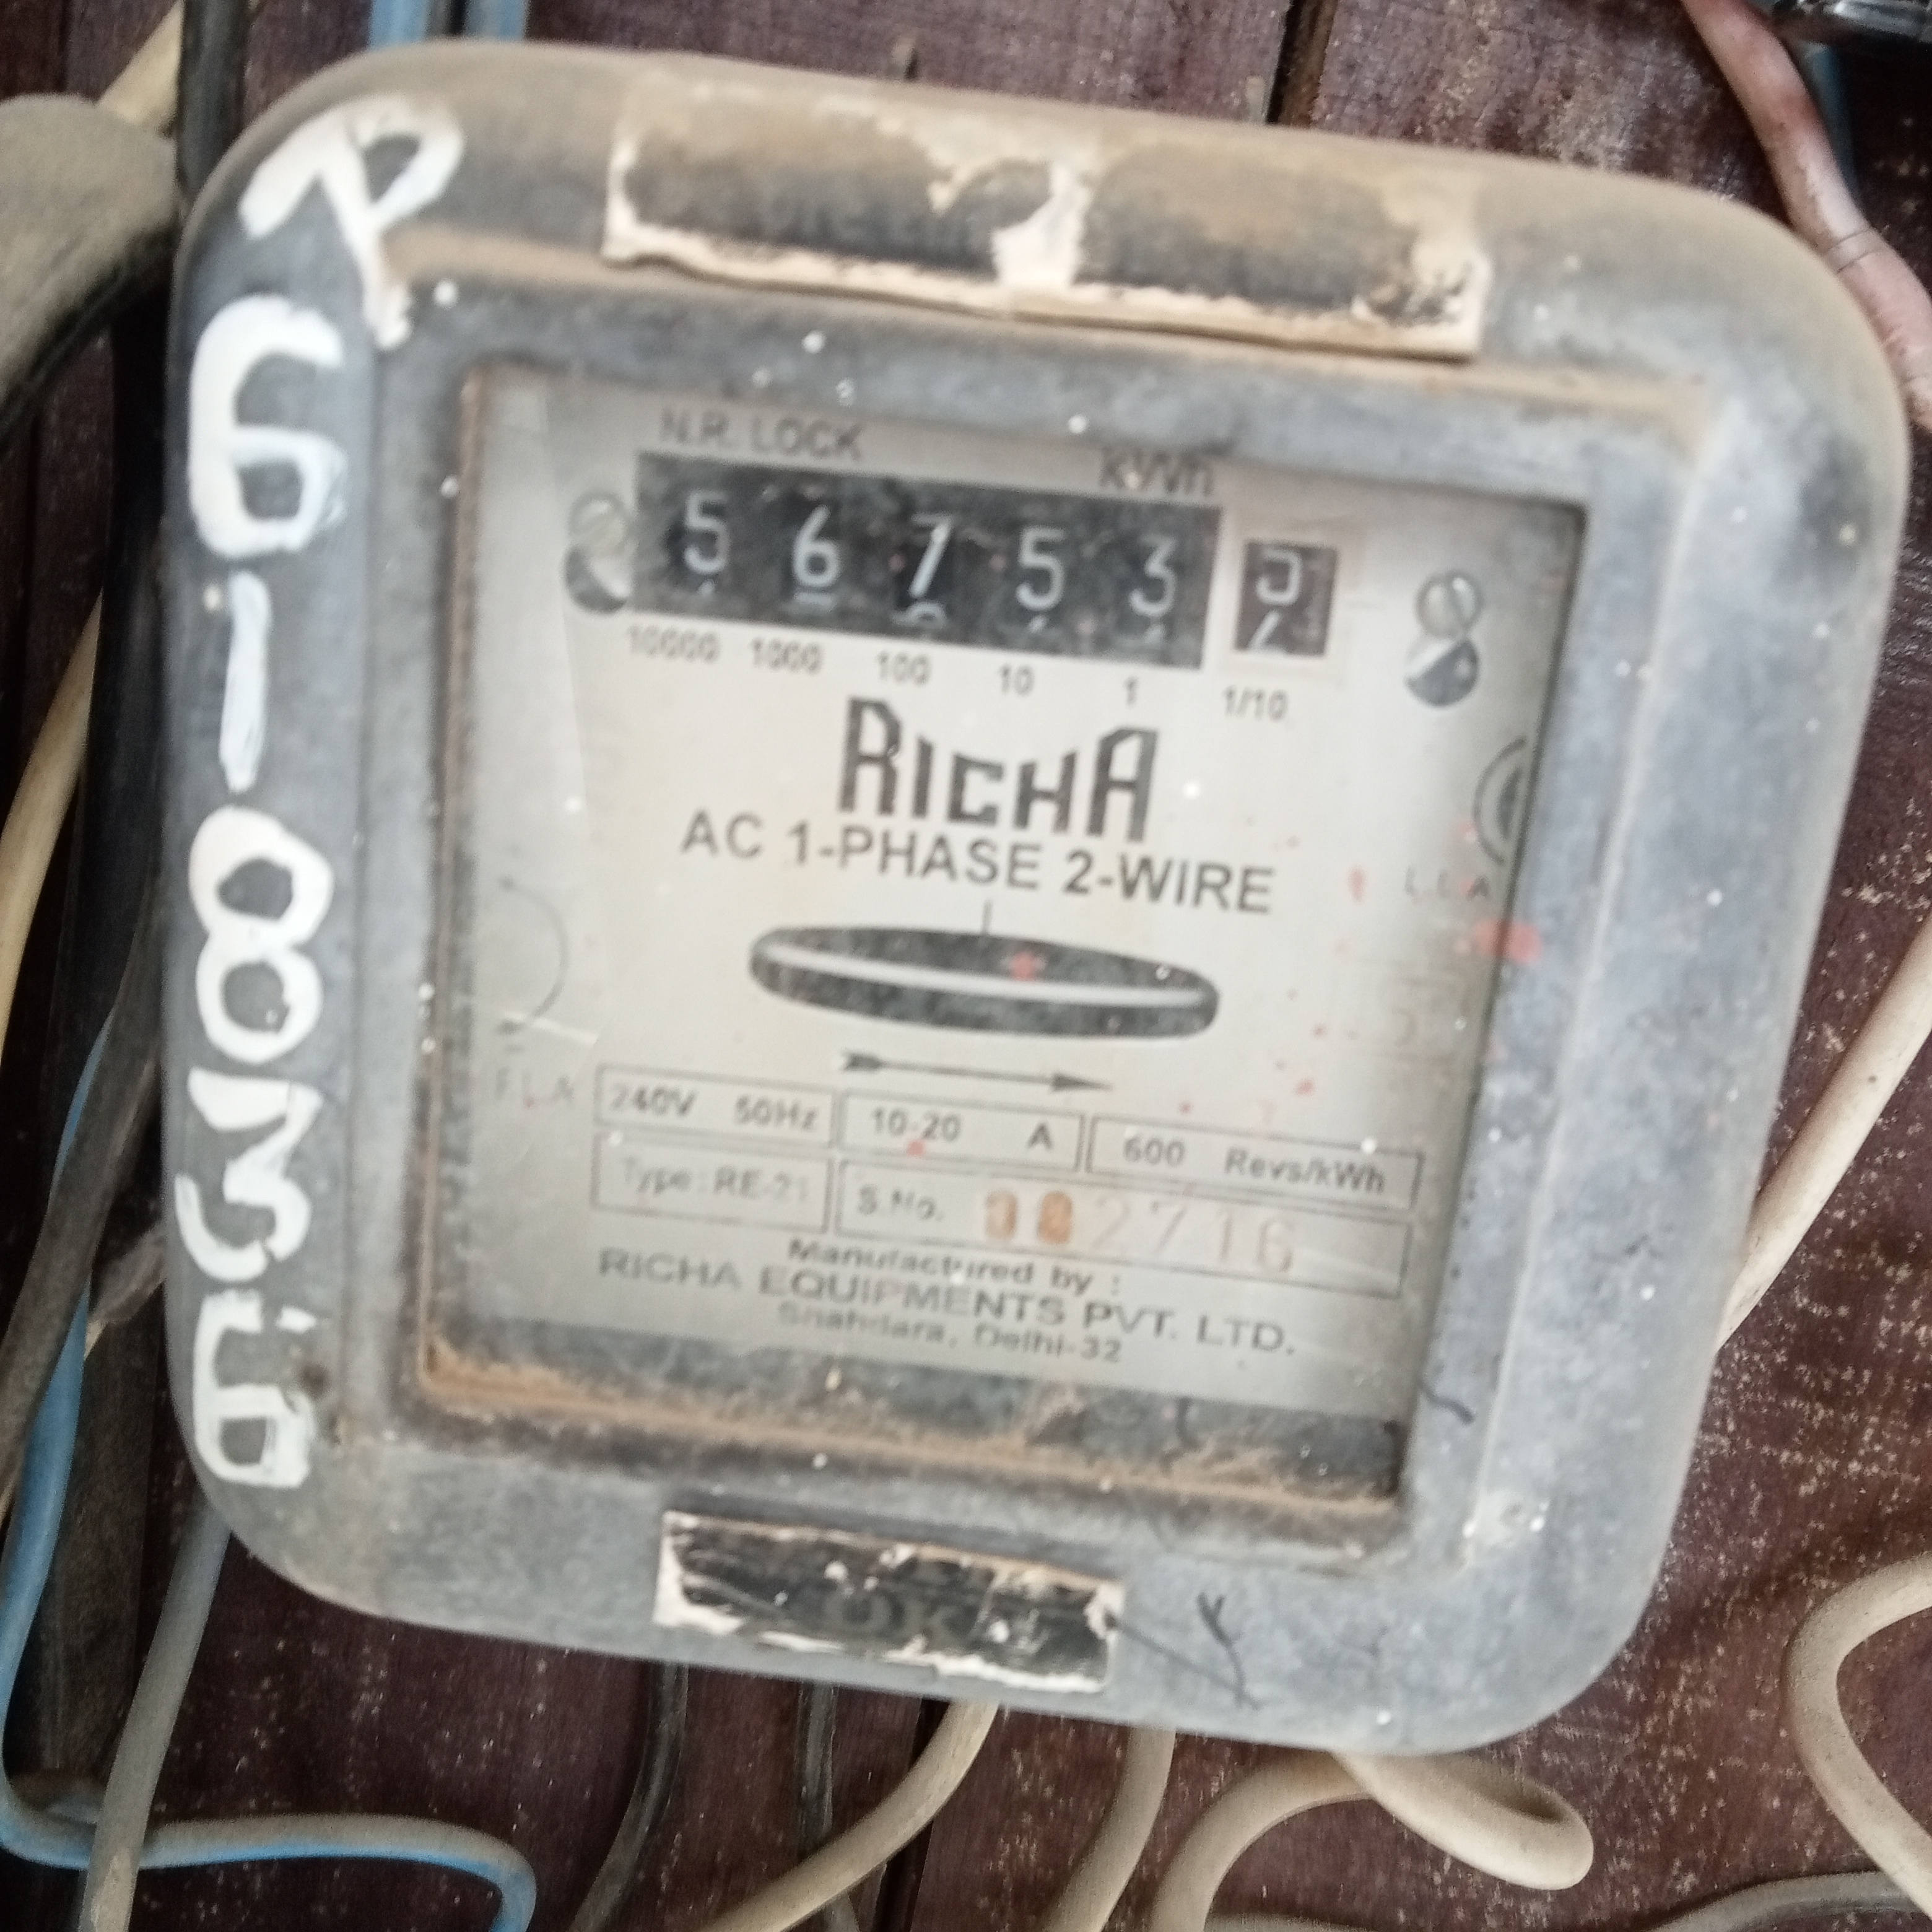 N.R. LOCK kWh
5 6 7 5 3
10000 1000 100 10 1 1/10
RICHA
AC 1-PHASE 2-WIRE
L L A
F L A
240V 50Hz 10-20 A 600 Revs/kWh
Type : RE-21 S.No. 2716
Manufactured by :
RICHA EQUIPMENTS PVT. LTD.
Shahdara, Delhi-32
OK